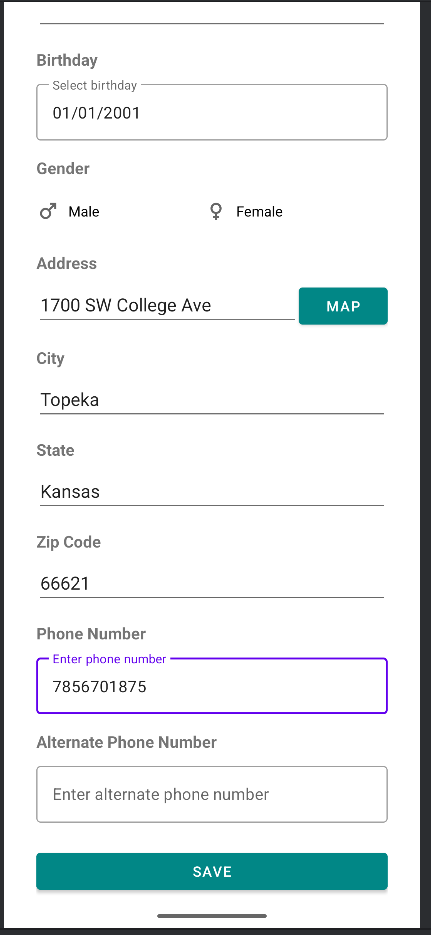 Birthday
Select birthday
01/01/2001
Gender
Male
Female
Address
1700 SW College Ave
MAP
City
Topeka
State
Kansas
Zip Code
66621
Phone Number
Enter phone number
7856701875
Alternate Phone Number
Enter alternate phone number
SAVE